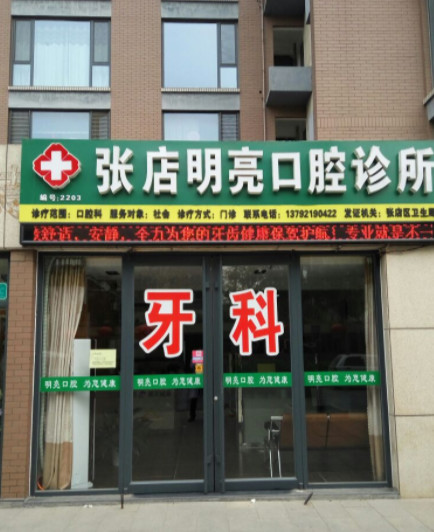 张店明亮口腔诊所
编号:2203
诊疗范围：口腔科 服务对象：社会 诊疗方式：门诊 联系电话：13792190422 发证机关：张店区卫生
舒适、安静，全力为您的牙齿健康保驾护航！专业就是不一
牙科
明亮口腔 为您健康 明亮口腔 为您健康 明亮口腔 为您健康 明亮口腔 为您健康